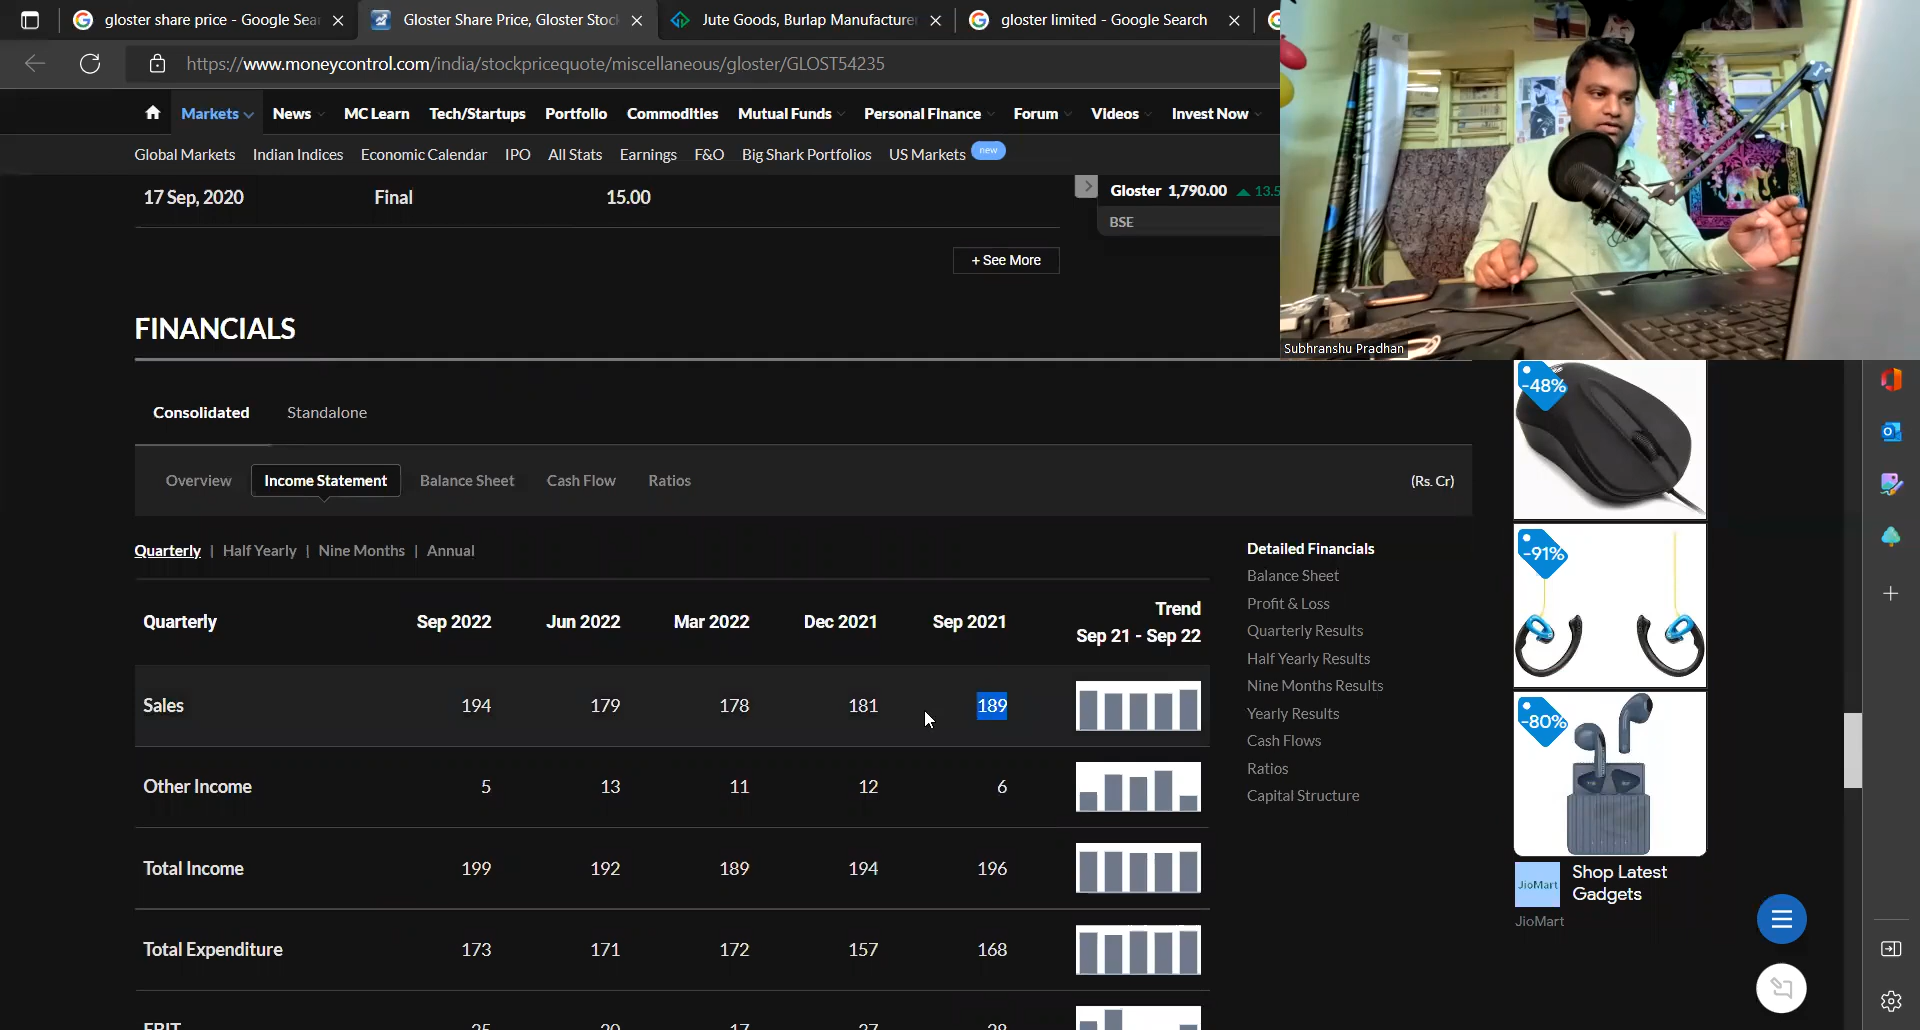 gloster share price - Google Sea
Gloster Share Price, Gloster Stoc
Jute Goods, Burlap Manufacturer
gloster limited - Google Search
https://www.moneycontrol.com/india/stockpricequote/miscellaneous/gloster/GLOST54235
Markets News MC Learn Tech/Startups Portfolio Commodities Mutual Funds Personal Finance Forum Videos Invest Now
Global Markets Indian Indices Economic Calendar IPO All Stats Earnings F&O Big Shark Portfolios US Markets new
17 Sep, 2020 Final 15.00
Gloster 1,790.00 13.5
BSE
+ See More
Subhranshu Pradhan
FINANCIALS
Consolidated Standalone
Overview Income Statement Balance Sheet Cash Flow Ratios (Rs. Cr)
Quarterly | Half Yearly | Nine Months | Annual
Quarterly Sep 2022 Jun 2022 Mar 2022 Dec 2021 Sep 2021 Trend
Sep 21 - Sep 22
Sales 194 179 178 181 189
Other Income 5 13 11 12 6
Total Income 199 192 189 194 196
Total Expenditure 173 171 172 157 168
Detailed Financials
Balance Sheet
Profit & Loss
Quarterly Results
Half Yearly Results
Nine Months Results
Yearly Results
Cash Flows
Ratios
Capital Structure
-48%
-91%
-80%
JioMart
Shop Latest
Gadgets
JioMart